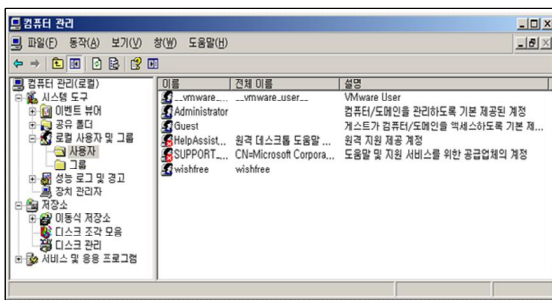 컴퓨터 관리
파일(F) 동작(A) 보기(V) 창(W) 도움말(H)
컴퓨터 관리(로컬)
시스템 도구
이벤트 뷰어
공유 폴더
로컬 사용자 및 그룹
사용자
그룹
성능 로그 및 경고
장치 관리자
저장소
이동식 저장소
디스크 조각 모음
디스크 관리
서비스 및 응용 프로그램
이름 전체 이름 설명
__vmware_... __vmware_user__ VMware User
Administrator 컴퓨터/도메인을 관리하도록 기본 제공된 계정
Guest 게스트가 컴퓨터/도메인을 액세스하도록 기본 제...
HelpAssist... 원격 데스크톱 도움말 ... 원격 지원 제공 계정
SUPPORT_... CN=Microsoft Corpora... 도움말 및 지원 서비스를 위한 공급업체의 계정
wishfree wishfree